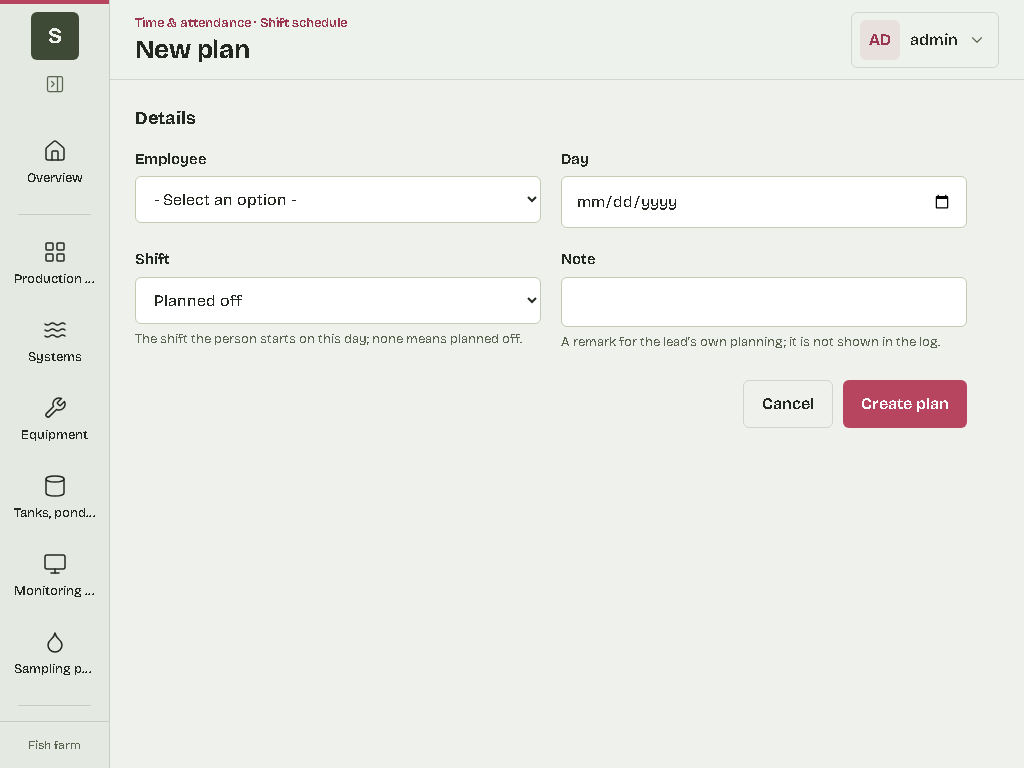 S
Time & attendance · Shift schedule
New plan
AD
admin
Overview
Production ...
Systems
Equipment
Tanks, pond...
Monitoring ...
Sampling p...
Fish farm
Details
Employee
- Select an option -
Day
mm/dd/yyyy
Shift
Planned off
The shift the person starts on this day; none means planned off.
Note
A remark for the lead's own planning; it is not shown in the log.
Cancel
Create plan